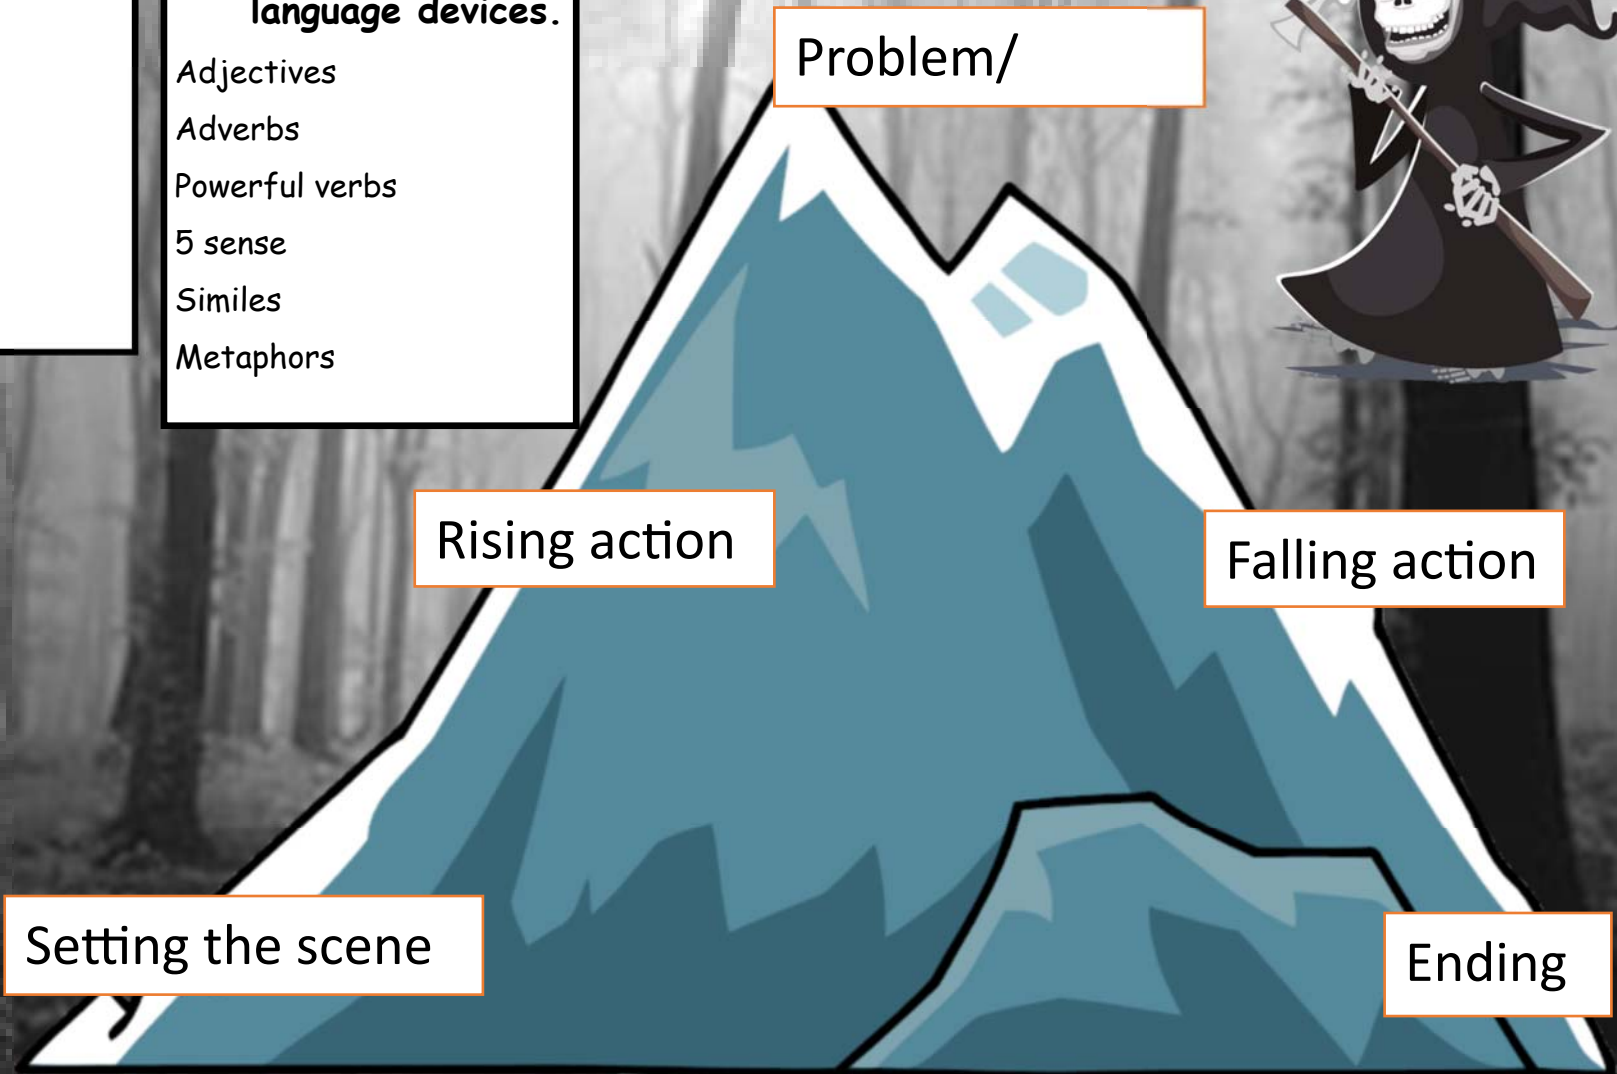 language devices.
Adjectives
Adverbs
Powerful verbs
5 sense
Similes
Metaphors
Problem/
Rising action
Falling action
Setting the scene
Ending